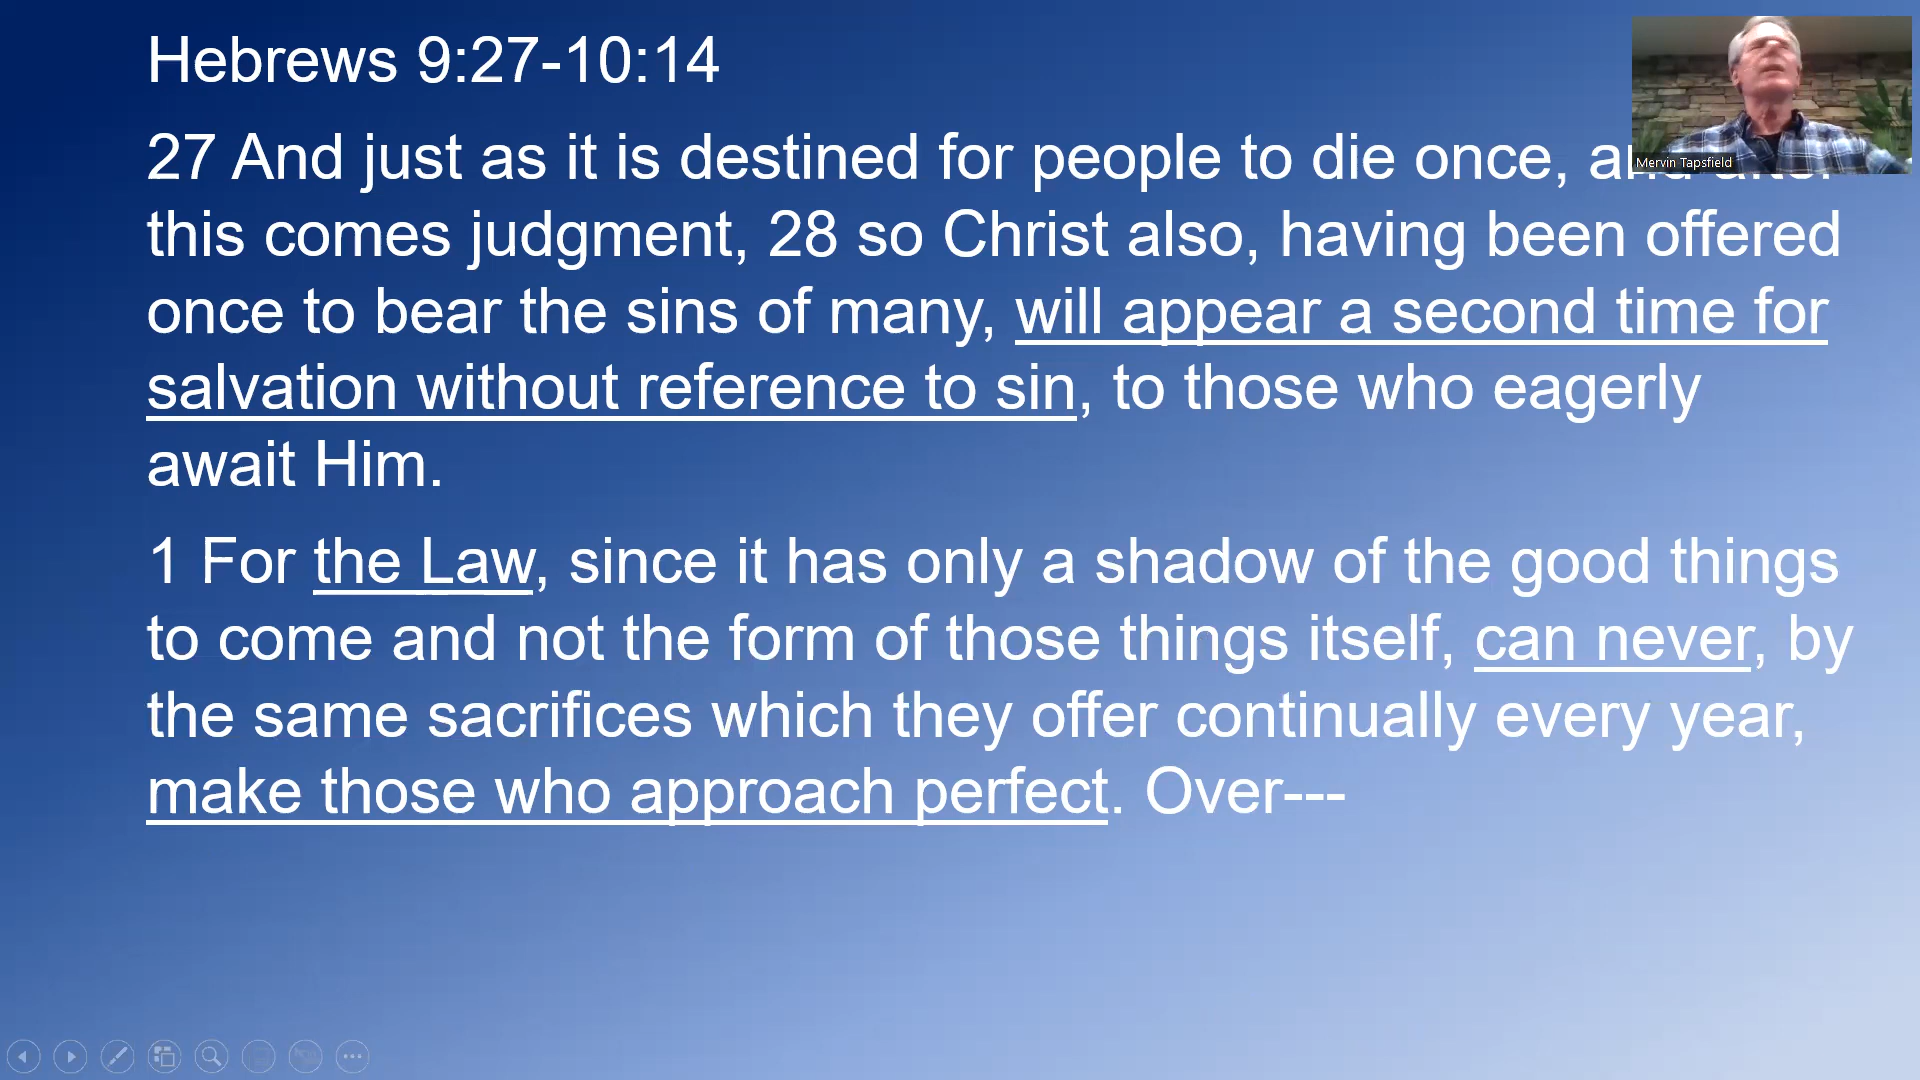 Hebrews 9:27-10:14
27 And just as it is destined for people to die once, and after
this comes judgment, 28 so Christ also, having been offered
once to bear the sins of many, will appear a second time for
salvation without reference to sin, to those who eagerly
await Him.
1 For the Law, since it has only a shadow of the good things
to come and not the form of those things itself, can never, by
the same sacrifices which they offer continually every year,
make those who approach perfect. Over---
Mervin Tapsfield